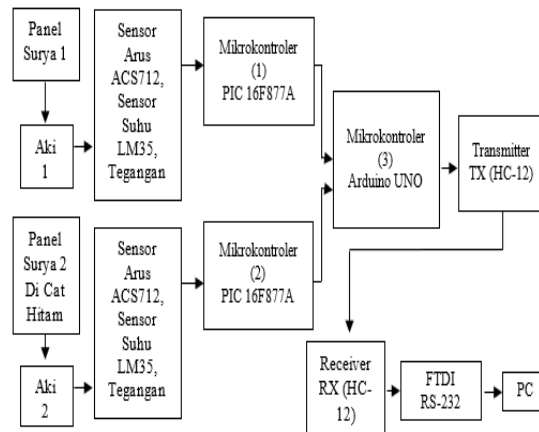 Panel
Surya 1
Aki
1
Sensor
Arus
ACS712,
Sensor
Suhu
LM35,
Tegangan
Mikrokontroler
(1)
PIC 16F877A
Mikrokontroler
(3)
Arduino UNO
Transmitter
TX (HC-12)
Panel
Surya 2
Di Cat
Hitam
Aki
2
Sensor
Arus
ACS712,
Sensor
Suhu
LM35,
Tegangan
Mikrokontroler
(2)
PIC 16F877A
Receiver
RX (HC-
12)
FTDI
RS-232
PC